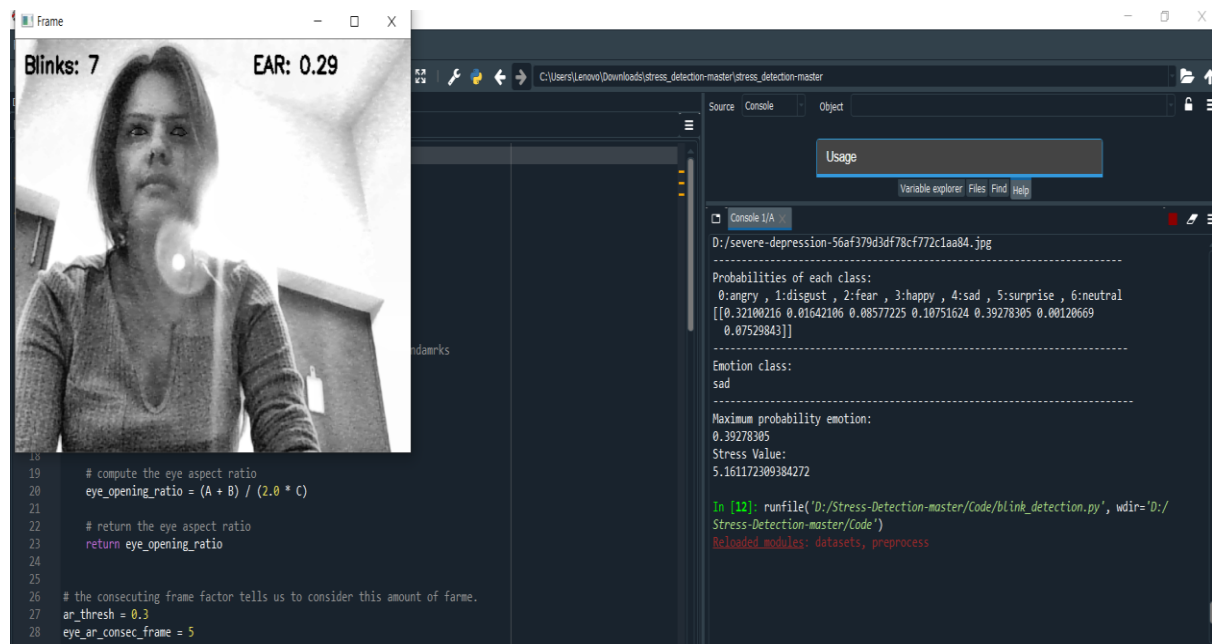 Frame
Blinks: 7 EAR: 0.29
C:\Users\Lenovo\Downloads\stress_detection-master\stress_detection-master
Source Console Object
Usage
Variable explorer Files Find Help
Console 1/A
D:/severe-depression-56af379d3df78cf772c1aa84.jpg
Probabilities of each class:
0:angry , 1:disgust , 2:fear , 3:happy , 4:sad , 5:surprise , 6:neutral
[[0.32100216 0.01642106 0.08577225 0.10751624 0.39278305 0.00120669
0.07529843]]
Emotion class:
sad
Maximum probability emotion:
0.39278305
Stress Value:
5.161172309384272
In [12]: runfile('D:/Stress-Detection-master/Code/blink_detection.py', wdir='D:/
Stress-Detection-master/Code')
Reloaded modules: datasets, preprocess
ndamrks
18
19 # compute the eye aspect ratio
20 eye_opening_ratio = (A + B) / (2.0 * C)
21
22 # return the eye aspect ratio
23 return eye_opening_ratio
24
25
26 # the consecuting frame factor tells us to consider this amount of farme.
27 ar_thresh = 0.3
28 eye_ar_consec_frame = 5